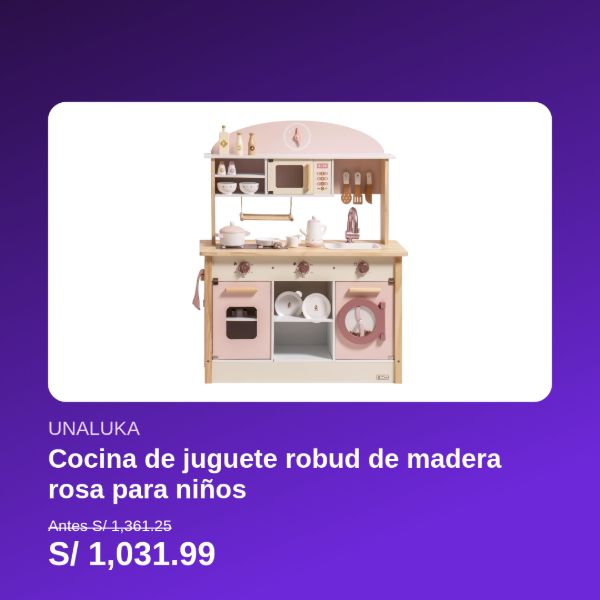 UNALUKA
Cocina de juguete robud de madera
rosa para niños
Antes S/ 1,361.25
S/ 1,031.99